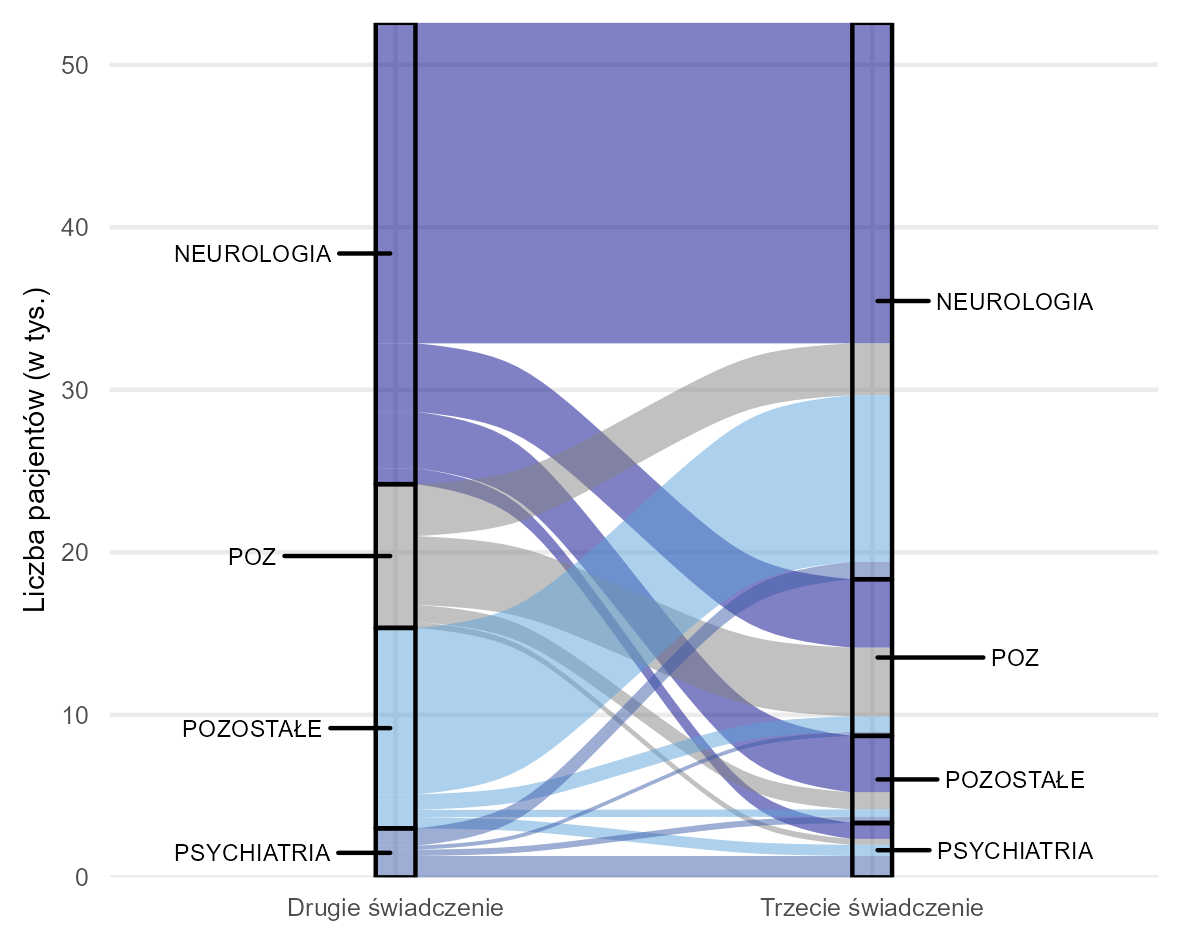 50
40
30
20
10
0
Liczba pacjentów (w tys.)
NEUROLOGIA
POZ
POZOSTAŁE
PSYCHIATRIA
NEUROLOGIA
POZ
POZOSTAŁE
PSYCHIATRIA
Drugie świadczenie
Trzecie świadczenie